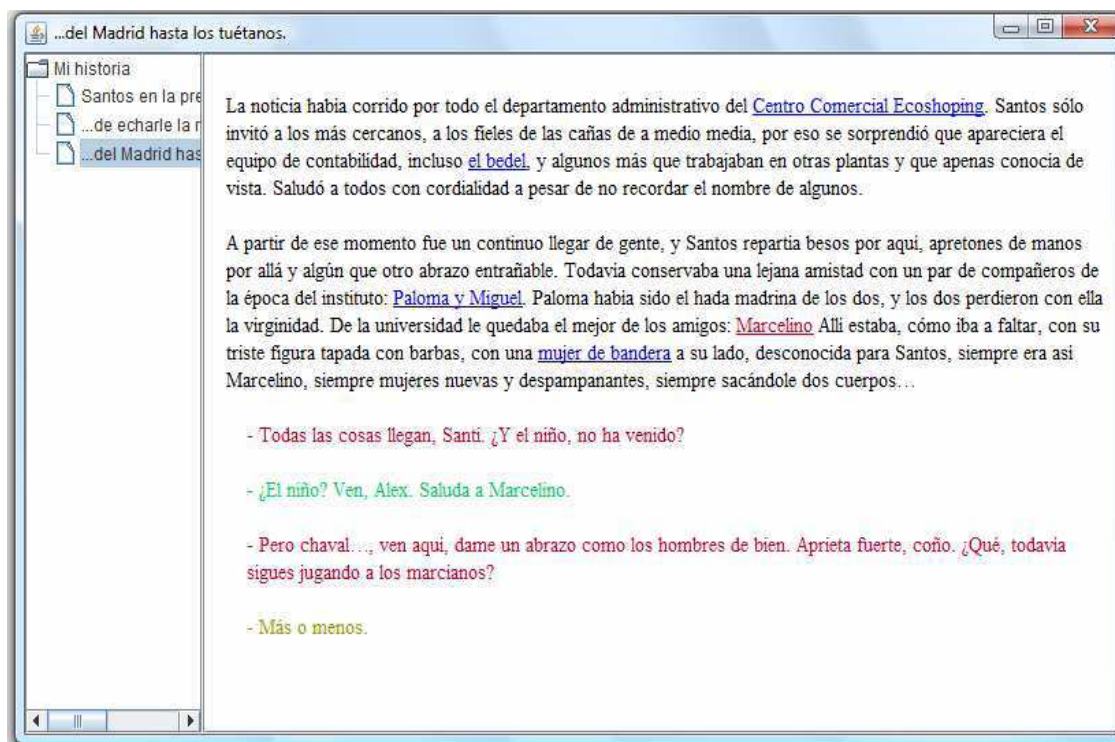 ...del Madrid hasta los tuétanos.
Mi historia
Santos en la pre
...de echarle la r
...del Madrid has
La noticia había corrido por todo el departamento administrativo del Centro Comercial Ecoshoping. Santos sólo
invitó a los más cercanos, a los fieles de las cañas de a medio media, por eso se sorprendió que apareciera el
equipo de contabilidad, incluso el bedel, y algunos más que trabajaban en otras plantas y que apenas conocía de
vista. Saludó a todos con cordialidad a pesar de no recordar el nombre de algunos.
A partir de ese momento fue un continuo llegar de gente, y Santos repartía besos por aquí, apretones de manos
por allá y algún que otro abrazo entrañable. Todavía conservaba una lejana amistad con un par de compañeros de
la época del instituto: Paloma y Miguel. Paloma había sido el hada madrina de los dos, y los dos perdieron con ella
la virginidad. De la universidad le quedaba el mejor de los amigos: Marcelino Allí estaba, cómo iba a faltar, con su
triste figura tapada con barbas, con una mujer de bandera a su lado, desconocida para Santos, siempre era así
Marcelino, siempre mujeres nuevas y despampanantes, siempre sacándole dos cuerpos…
- Todas las cosas llegan, Santi. ¿Y el niño, no ha venido?
- ¿El niño? Ven, Alex. Saluda a Marcelino.
- Pero chaval…, ven aquí, dame un abrazo como los hombres de bien. Aprieta fuerte, coño. ¿Qué, todavía
sigues jugando a los marcianos?
- Más o menos.